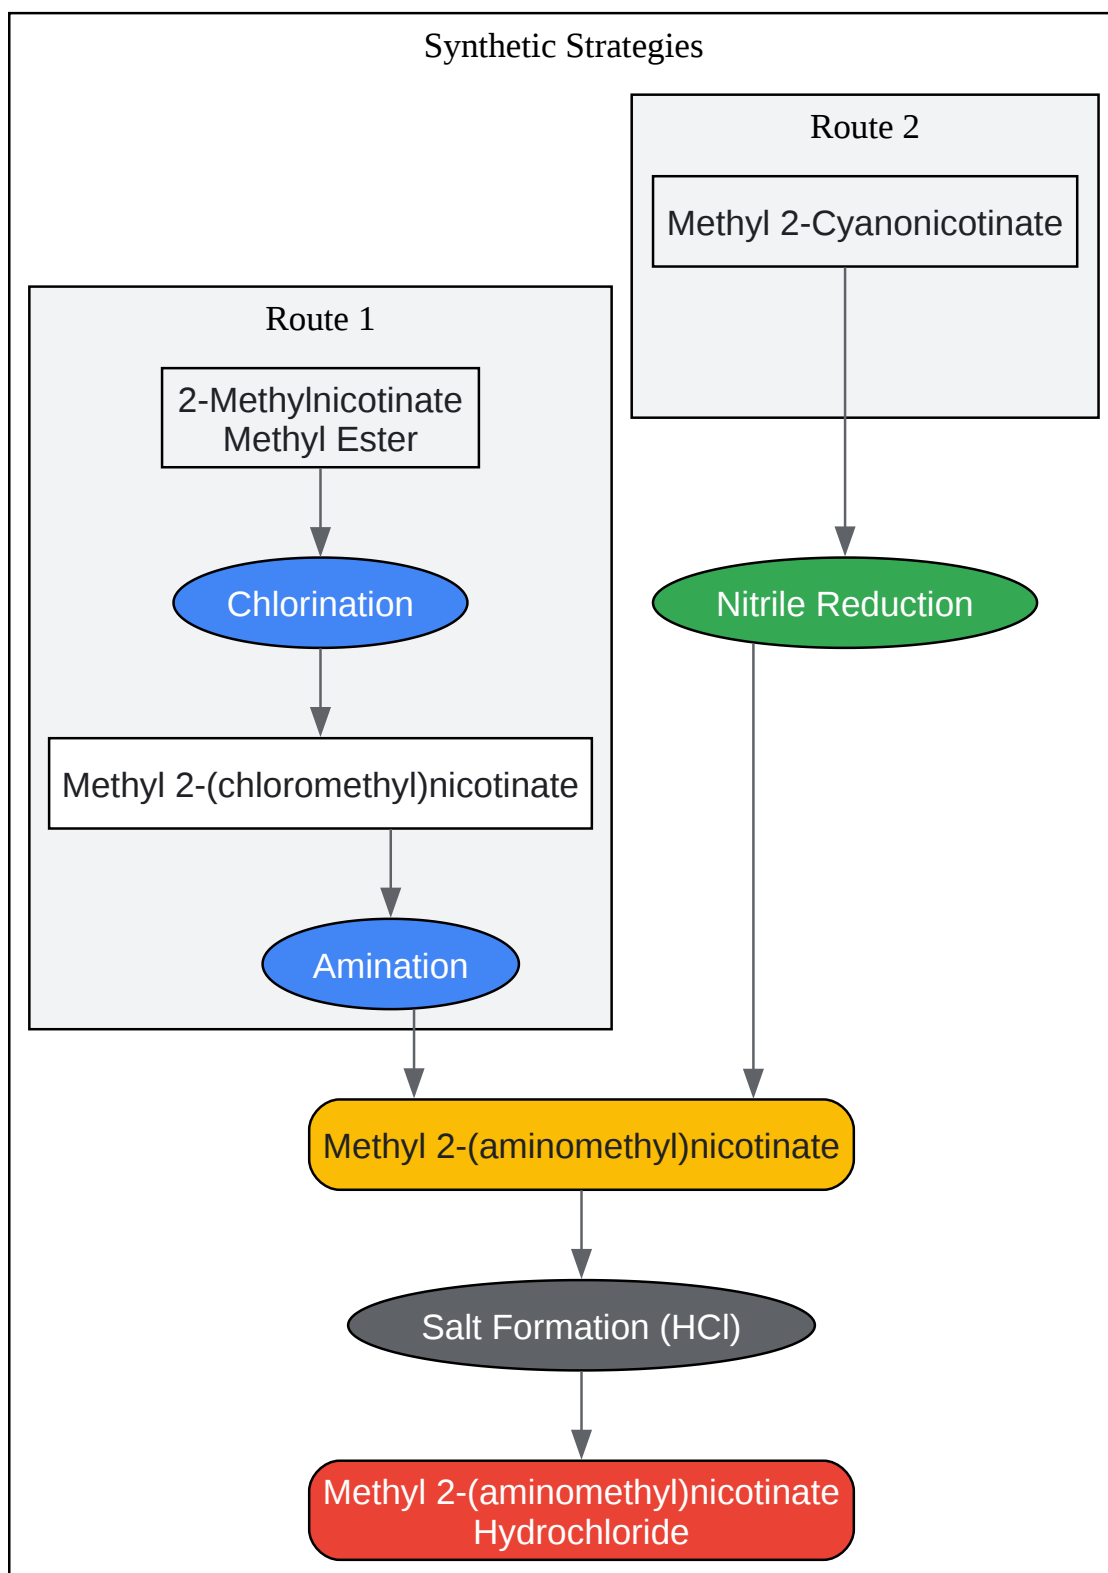 Synthetic Strategies
Route 2
Methyl 2-Cyanonicotinate
Route 1
2-Methylnicotinate
Methyl Ester
Chlorination
Nitrile Reduction
Methyl 2-(chloromethyl)nicotinate
Amination
Methyl 2-(aminomethyl)nicotinate
Salt Formation (HCl)
Methyl 2-(aminomethyl)nicotinate
Hydrochloride